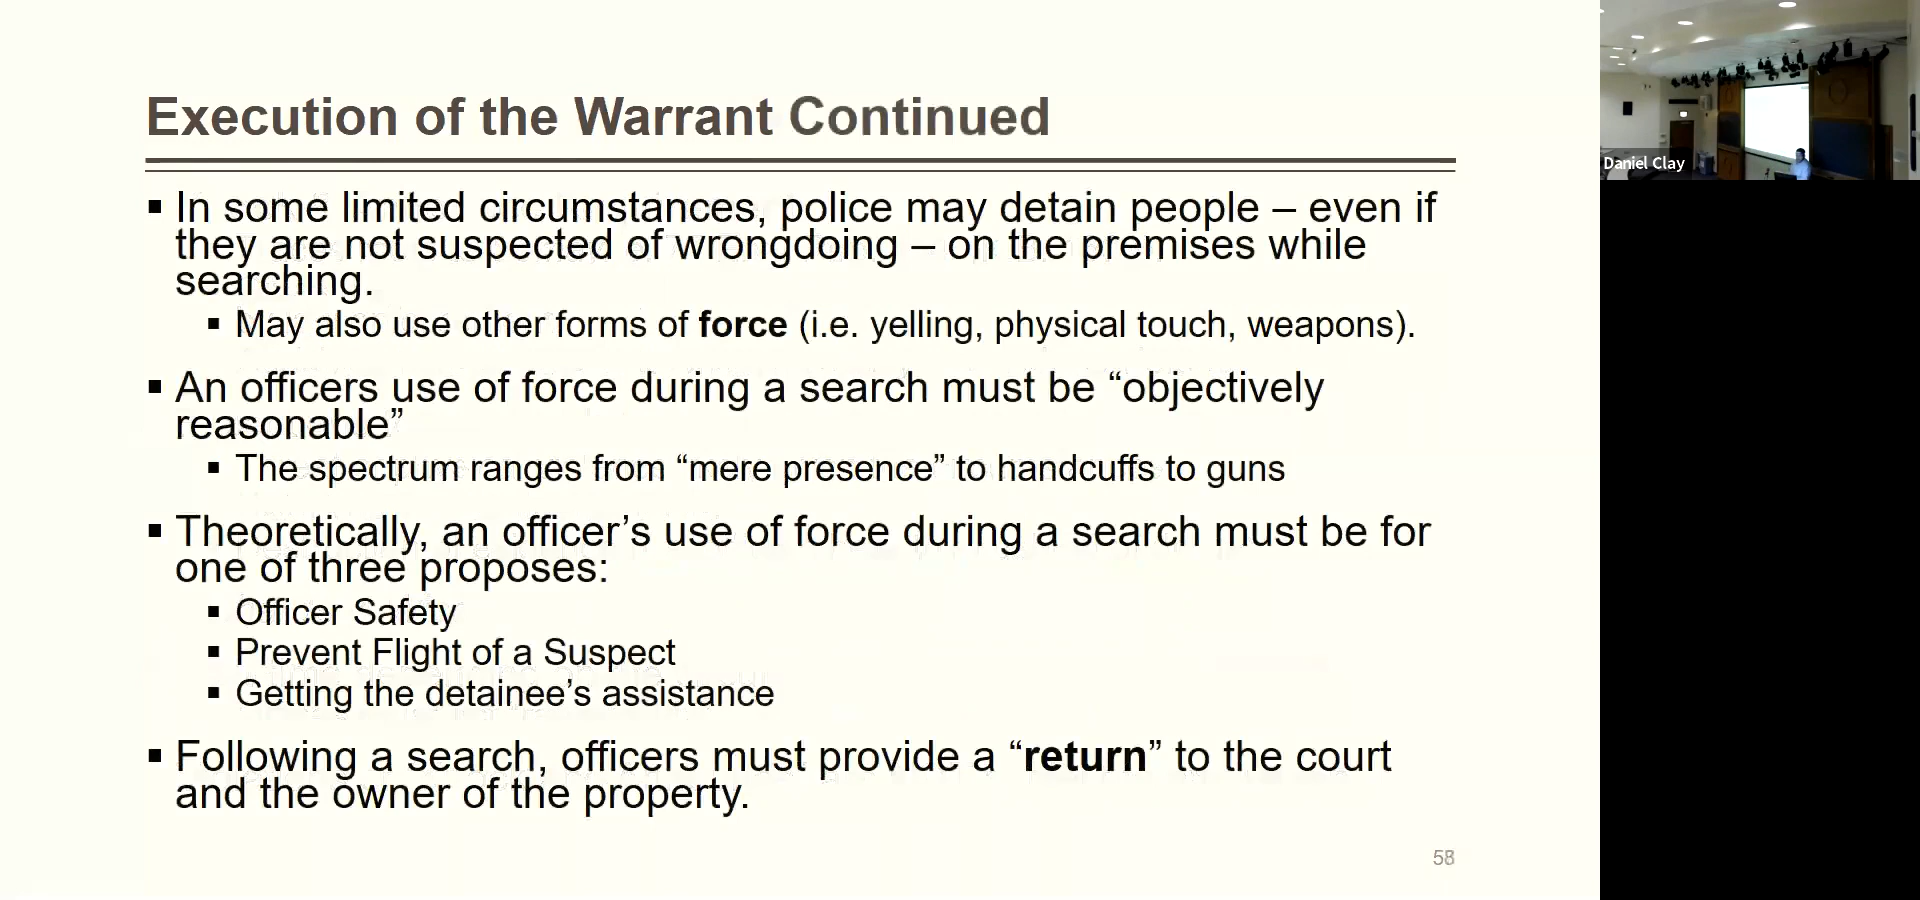 Execution of the Warrant Continued
▪ In some limited circumstances, police may detain people – even if
they are not suspected of wrongdoing – on the premises while
searching.
▪ May also use other forms of force (i.e. yelling, physical touch, weapons).
▪ An officers use of force during a search must be “objectively
reasonable”
▪ The spectrum ranges from “mere presence” to handcuffs to guns
▪ Theoretically, an officer’s use of force during a search must be for
one of three proposes:
▪ Officer Safety
▪ Prevent Flight of a Suspect
▪ Getting the detainee’s assistance
▪ Following a search, officers must provide a “return” to the court
and the owner of the property.
58
Daniel Clay